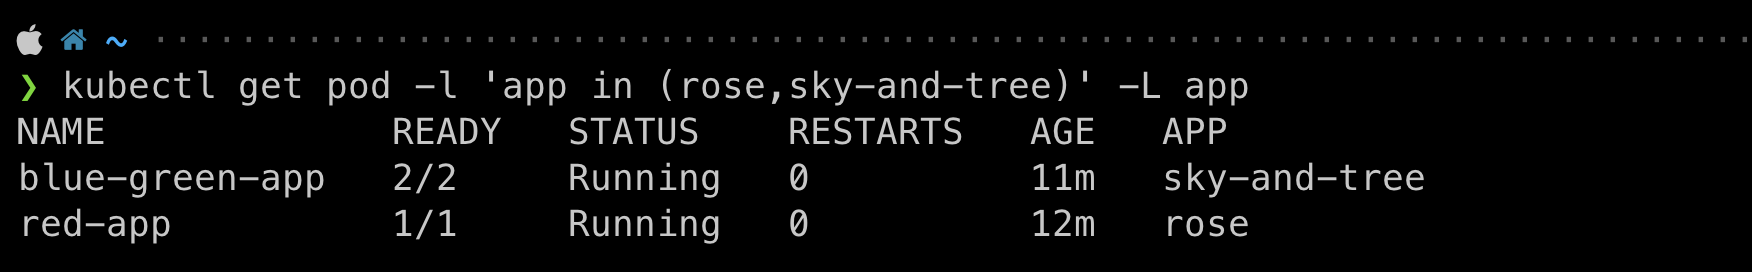 ~ ........................................................
❯ kubectl get pod -l 'app in (rose,sky-and-tree)' -L app
NAME READY STATUS RESTARTS AGE APP
blue-green-app 2/2 Running 0 11m sky-and-tree
red-app 1/1 Running 0 12m rose